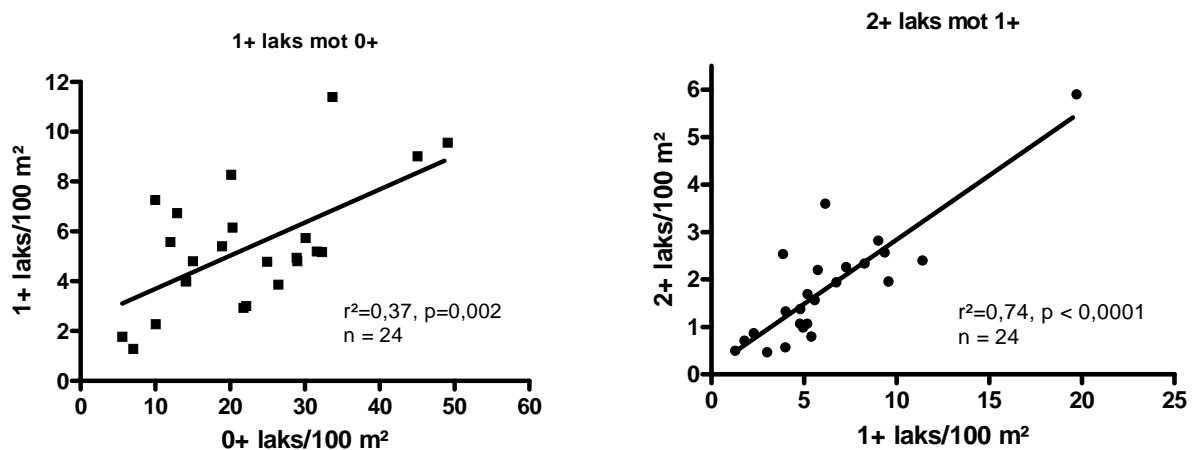 1+ laks mot 0+
1+ laks/100 m²
12
10
8
6
4
2
0
r²=0,37, p=0,002
n = 24
0 10 20 30 40 50 60
0+ laks/100 m²
2+ laks mot 1+
2+ laks/100 m²
6
5
4
3
2
1
0
r²=0,74, p < 0,0001
n = 24
0 5 10 15 20 25
1+ laks/100 m²